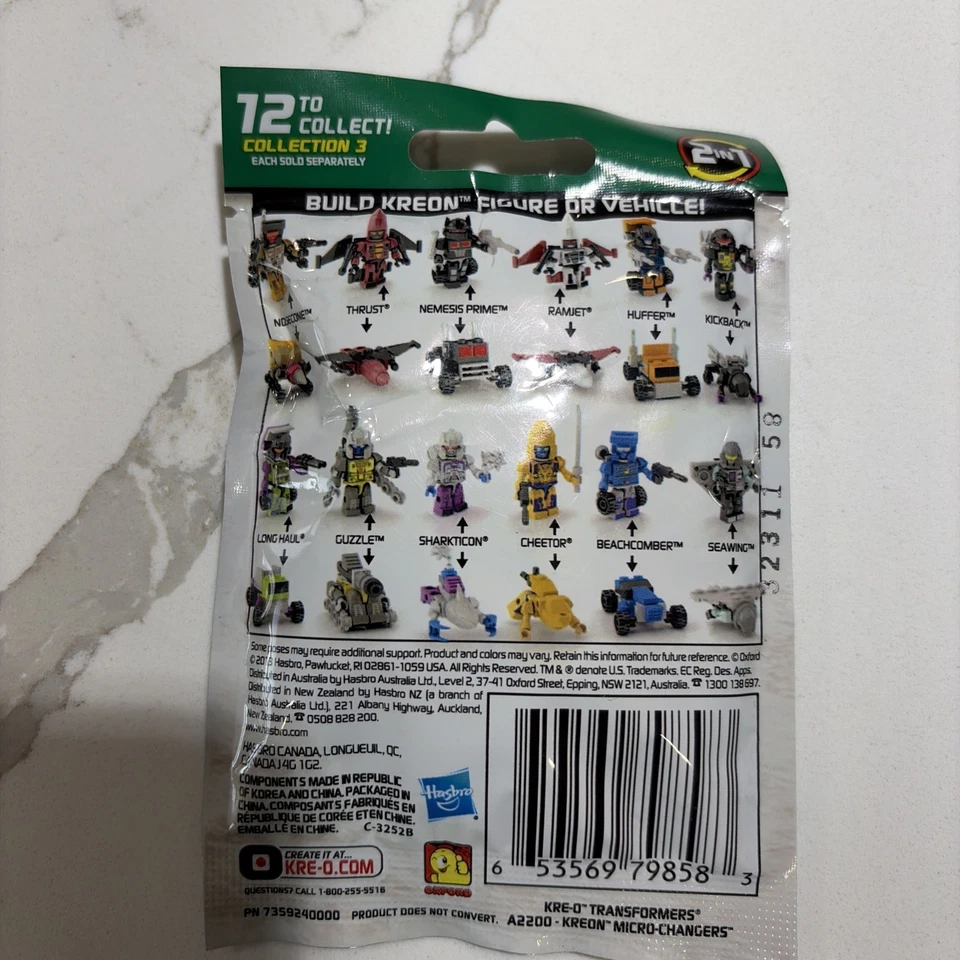 12 TO
COLLECT!
COLLECTION 3
EACH SOLD SEPARATELY
2 IN 1
BUILD KREON™ FIGURE OR VEHICLE!
NOSECONE™
THRUST®
NEMESIS PRIME™
RAMJET®
HUFFER™
KICKBACK™
LONG HAUL®
GUZZLE™
SHARKTICON®
CHEETOR®
BEACHCOMBER™
SEAWING™
32311 58
Some poses may require additional support. Product and colors may vary. Retain this information for future reference. © Oxford
© 2013 Hasbro, Pawtucket, RI 02861-1059 USA. All Rights Reserved. TM & ® denote U.S. Trademarks. EC Reg. Des. Apps.
Distributed in Australia by Hasbro Australia Ltd., Level 2, 37-41 Oxford Street, Epping, NSW 2121, Australia. ☎ 1300 138 697.
Distributed in New Zealand by Hasbro NZ (a branch of
Hasbro Australia Ltd.), 221 Albany Highway, Auckland,
New Zealand. ☎ 0508 828 200.
www.hasbro.com
HASBRO CANADA, LONGUEUIL, QC,
CANADA J4G 1G2.
COMPONENTS MADE IN REPUBLIC
OF KOREA AND CHINA. PACKAGED IN
CHINA. COMPOSANTS FABRIQUÉS EN
RÉPUBLIQUE DE CORÉE ET EN CHINE.
EMBALLÉ EN CHINE.
C-3252B
Hasbro
CREATE IT AT...
KRE-O.COM
OXFORD
QUESTIONS? CALL 1-800-255-5516
6 53569 79858 3
PN 7359240000 PRODUCT DOES NOT CONVERT.
KRE-O™ TRANSFORMERS®
A2200 - KREON™ MICRO-CHANGERS™